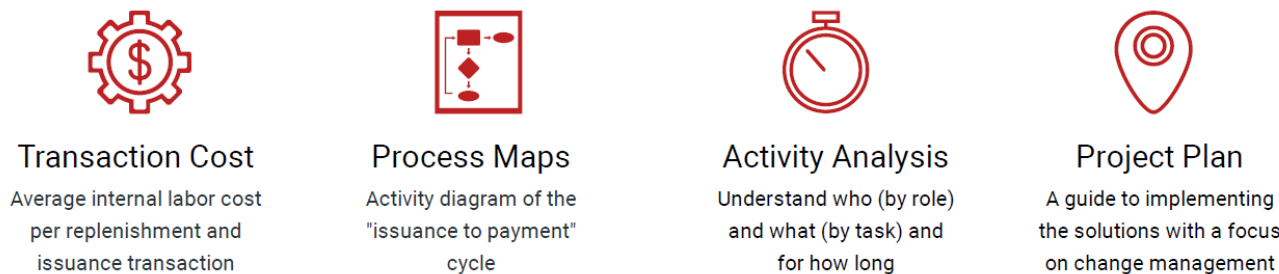 $
Transaction Cost
Average internal labor cost
per replenishment and
issuance transaction
Process Maps
Activity diagram of the
"issuance to payment"
cycle
Activity Analysis
Understand who (by role)
and what (by task) and
for how long
Project Plan
A guide to implementing
the solutions with a focus
on change management